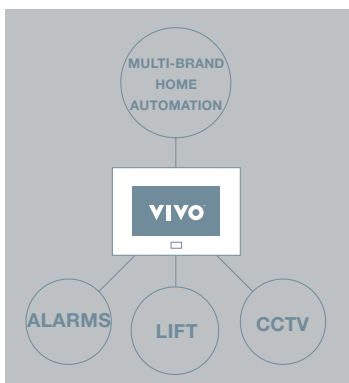 MULTI-BRAND
HOME
AUTOMATION
VIVO
ALARMS
LIFT
CCTV